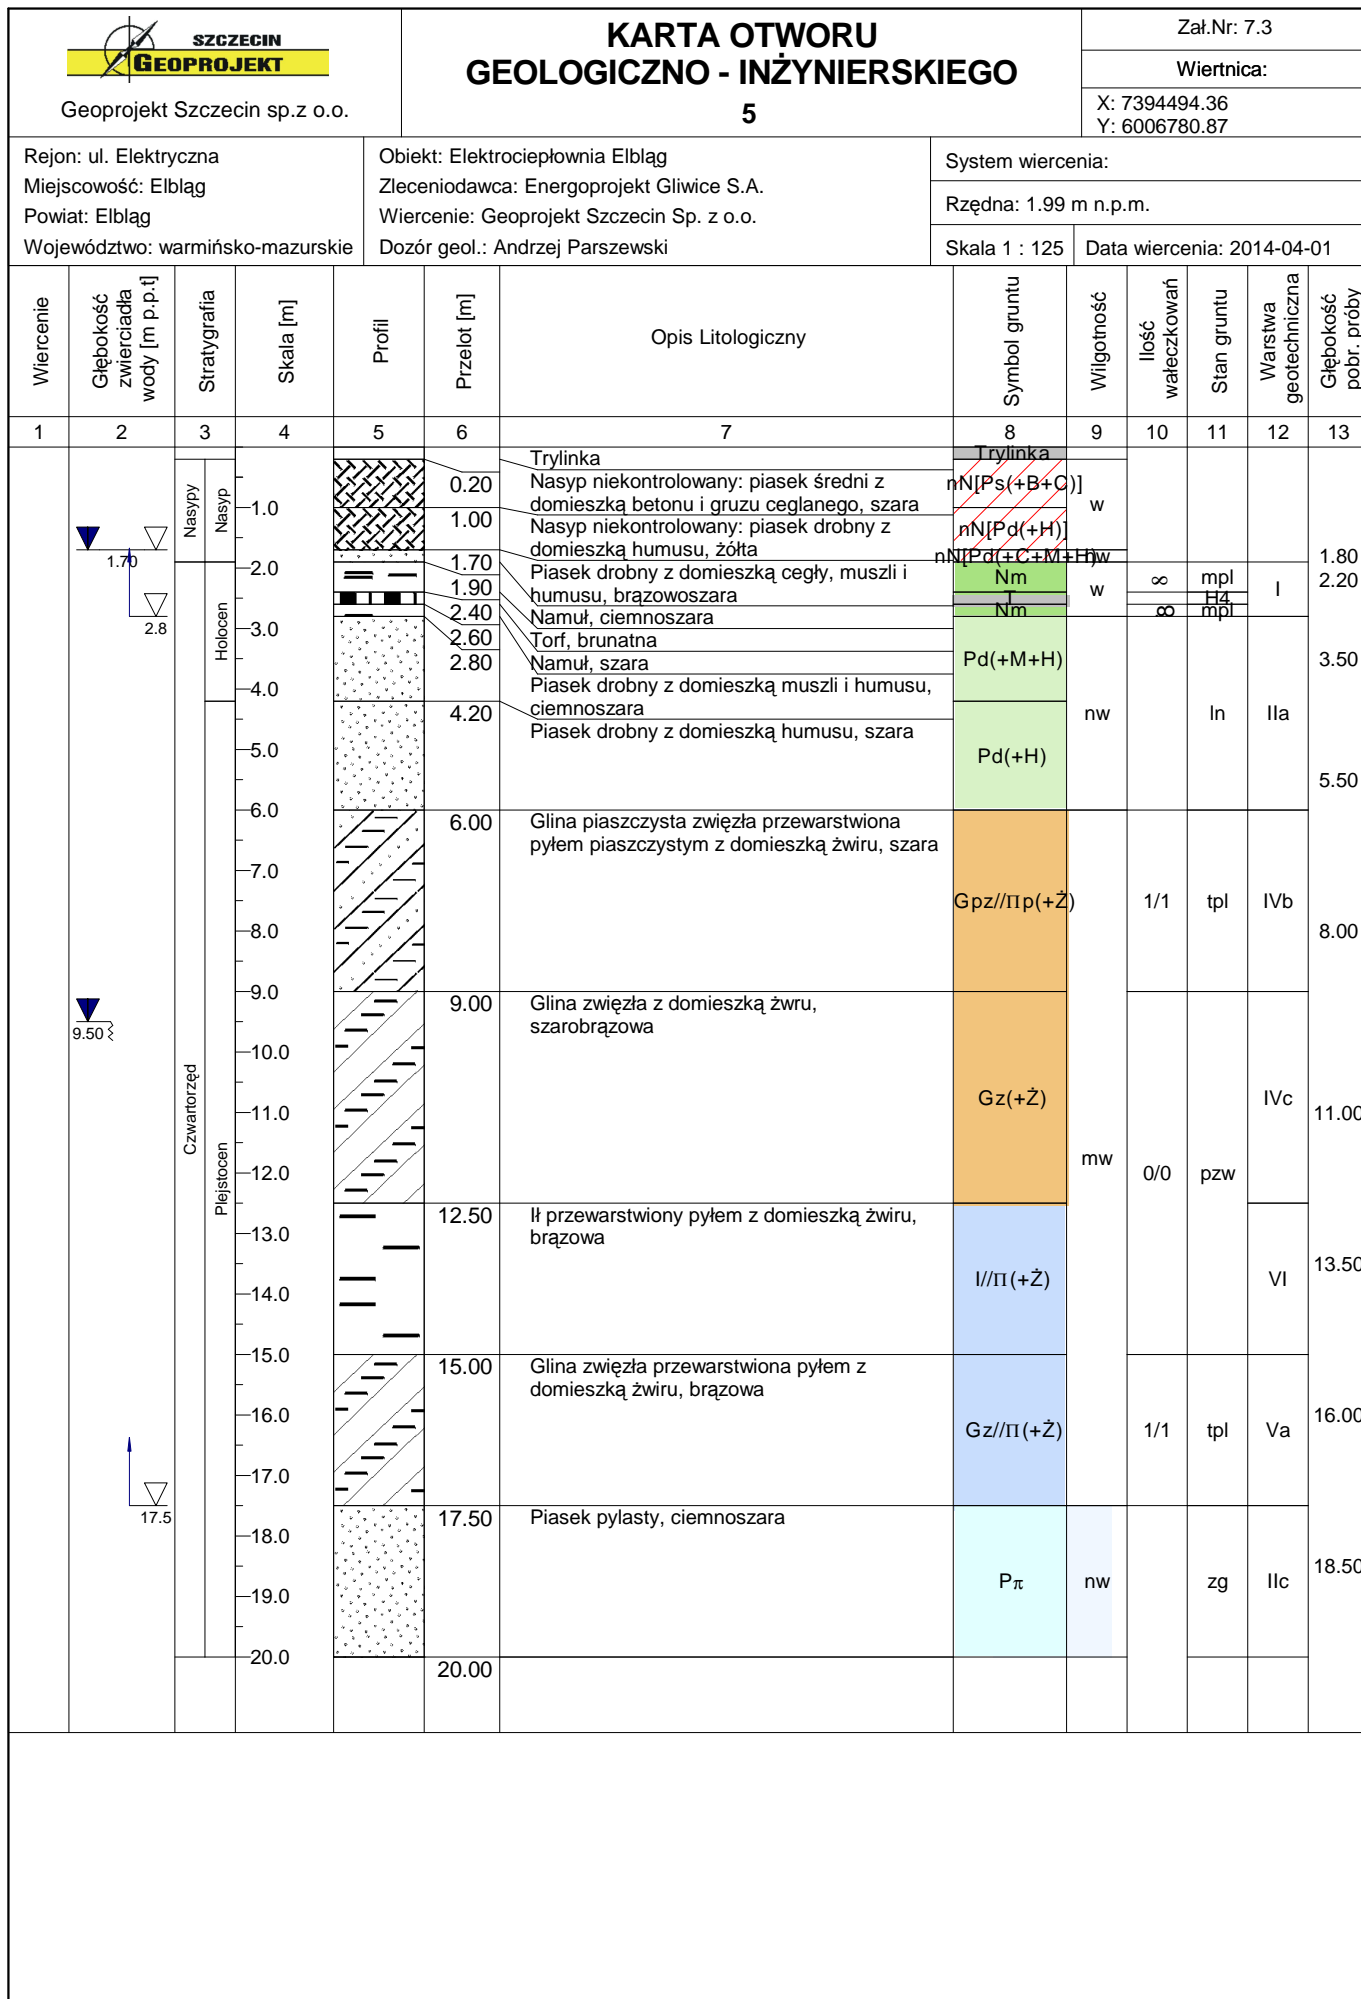 SZCZECIN
GEOPROJEKT
Geoprojekt Szczecin sp.z o.o.
KARTA OTWORU
GEOLOGICZNO - INŻYNIERSKIEGO
5
Zał.Nr: 7.3
Wiertnica:
X: 7394494.36
Y: 6006780.87
Rejon: ul. Elektryczna
Miejscowość: Elbląg
Powiat: Elbląg
Województwo: warmińsko-mazurskie
Obiekt: Elektrociepłownia Elbląg
Zleceniodawca: Energoprojekt Gliwice S.A.
Wiercenie: Geoprojekt Szczecin Sp. z o.o.
Dozór geol.: Andrzej Parszewski
System wiercenia:
Rzędna: 1.99 m n.p.m.
Skala 1 : 125
Data wiercenia: 2014-04-01
Wiercenie
Głębokość
zwierciadła
wody [m p.p.t]
Stratygrafia
Skala [m]
Profil
Przelot [m]
Opis Litologiczny
Symbol gruntu
Wilgotność
Ilość
wałeczkowań
Stan gruntu
Warstwa
geotechniczna
Głębokość
pobr. próby
1 2 3 4 5 6 7 8 9 10 11 12 13
1.70
2.8
9.50
17.5
Nasypy
Nasyp
Holocen
Czwartorzęd
Plejstocen
1.0
2.0
3.0
4.0
5.0
6.0
7.0
8.0
9.0
10.0
11.0
12.0
13.0
14.0
15.0
16.0
17.0
18.0
19.0
20.0
0.20
1.00
1.70
1.90
2.40
2.60
2.80
4.20
6.00
9.00
12.50
15.00
17.50
20.00
Trylinka
Nasyp niekontrolowany: piasek średni z
domieszką betonu i gruzu ceglanego, szara
Nasyp niekontrolowany: piasek drobny z
domieszką humusu, żółta
Piasek drobny z domieszką cegły, muszli i
humusu, brązowoszara
Namuł, ciemnoszara
Torf, brunatna
Namuł, szara
Piasek drobny z domieszką muszli i humusu,
ciemnoszara
Piasek drobny z domieszką humusu, szara
Glina piaszczysta zwięzła przewarstwiona
pyłem piaszczystym z domieszką żwiru, szara
Glina zwięzła z domieszką żwru,
szarobrązowa
Ił przewarstwiony pyłem z domieszką żwiru,
brązowa
Glina zwięzła przewarstwiona pyłem z
domieszką żwiru, brązowa
Piasek pylasty, ciemnoszara
Trylinka
nN[Ps(+B+C)]
nN[Pd(+H)]
nN[Pd(+C+M+H)]
Nm
T
Nm
Pd(+M+H)
Pd(+H)
Gpz//Πp(+Ż)
Gz(+Ż)
I//Π(+Ż)
Gz//Π(+Ż)
Pπ
w
nw
w
nw
mw
nw
∞
∞
1/1
0/0
1/1
mpl
H4
mpl
ln
tpl
pzw
tpl
zg
I
IIa
IVb
IVc
VI
Va
IIc
1.80
2.20
3.50
5.50
8.00
11.00
13.50
16.00
18.50